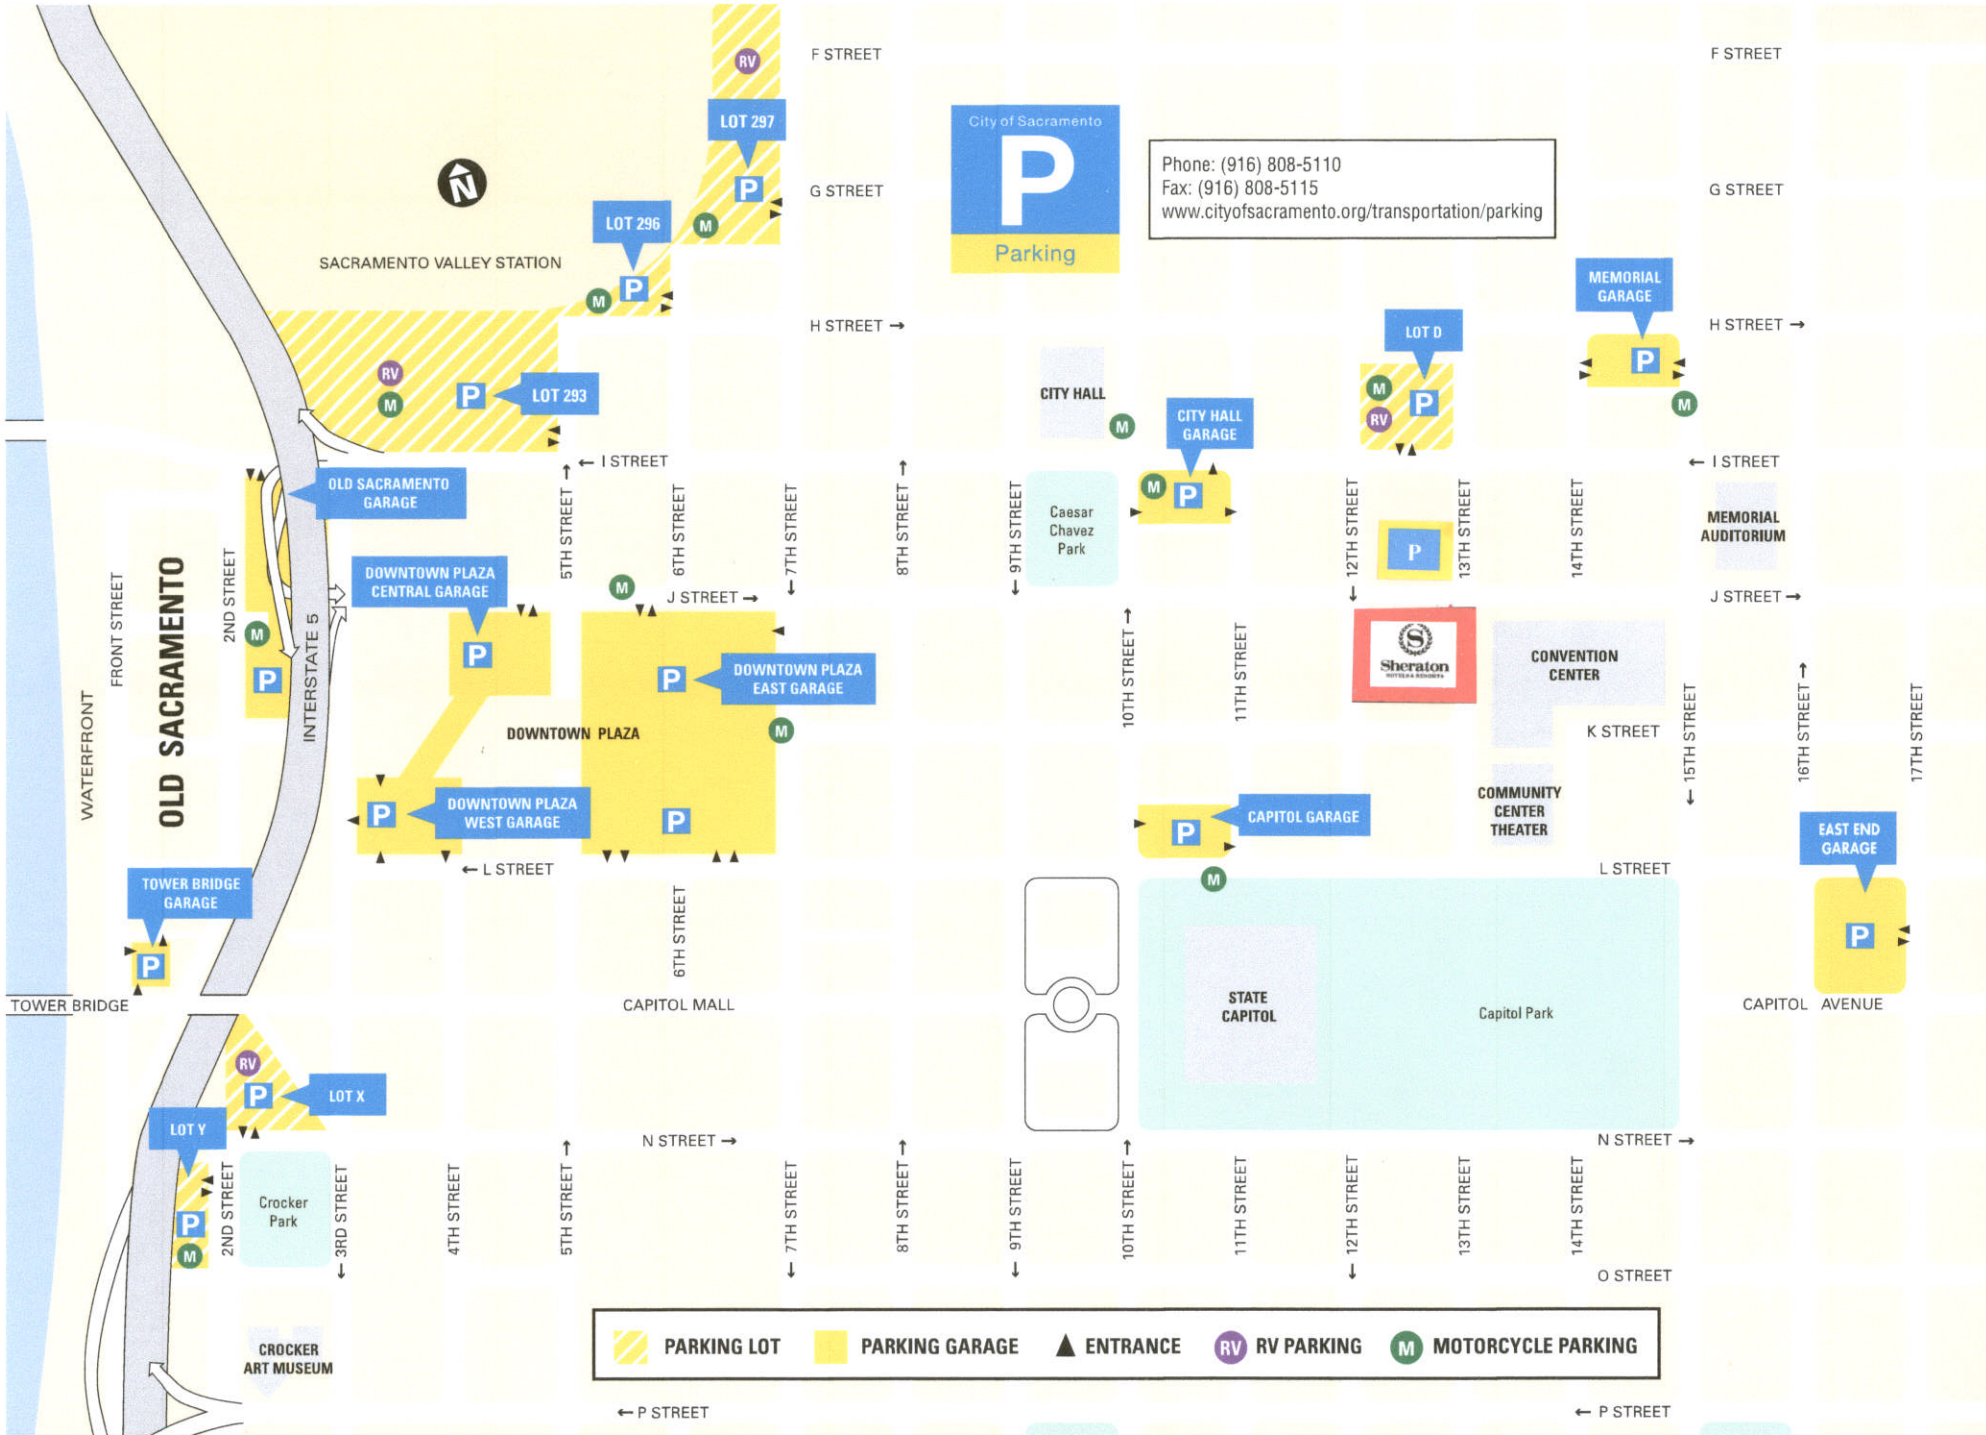 F STREET
F STREET
RV
LOT 297
City of Sacramento
P
Parking
Phone: (916) 808-5110
Fax: (916) 808-5115
www.cityofsacramento.org/transportation/parking
N
P
G STREET
G STREET
M
LOT 296
SACRAMENTO VALLEY STATION
P
M
MEMORIAL
GARAGE
H STREET →
LOT D
H STREET →
P
RV
M
P
LOT 293
CITY HALL
M
CITY HALL
GARAGE
M
RV
P
M
← I STREET
← I STREET
OLD SACRAMENTO
GARAGE
5TH STREET
6TH STREET
7TH STREET
8TH STREET
9TH STREET
Caesar
Chavez
Park
M
P
12TH STREET
P
13TH STREET
14TH STREET
MEMORIAL
AUDITORIUM
WATERFRONT
FRONT STREET
OLD SACRAMENTO
2ND STREET
M
P
INTERSTATE 5
DOWNTOWN PLAZA
CENTRAL GARAGE
M
J STREET →
J STREET →
P
P
DOWNTOWN PLAZA
EAST GARAGE
M
10TH STREET
11TH STREET
S
Sheraton
HOTELS & RESORTS
CONVENTION
CENTER
K STREET
15TH STREET
16TH STREET
17TH STREET
DOWNTOWN PLAZA
P
DOWNTOWN PLAZA
WEST GARAGE
P
P
CAPITOL GARAGE
COMMUNITY
CENTER
THEATER
EAST END
GARAGE
← L STREET
L STREET
M
TOWER BRIDGE
GARAGE
P
6TH STREET
P
TOWER BRIDGE
CAPITOL MALL
STATE
CAPITOL
Capitol Park
CAPITOL AVENUE
RV
P
LOT X
LOT Y
N STREET →
N STREET →
P
M
2ND STREET
Crocker
Park
3RD STREET
4TH STREET
5TH STREET
7TH STREET
8TH STREET
9TH STREET
10TH STREET
11TH STREET
12TH STREET
13TH STREET
14TH STREET
O STREET
CROCKER
ART MUSEUM
PARKING LOT
PARKING GARAGE
ENTRANCE
RV RV PARKING
M MOTORCYCLE PARKING
← P STREET
← P STREET